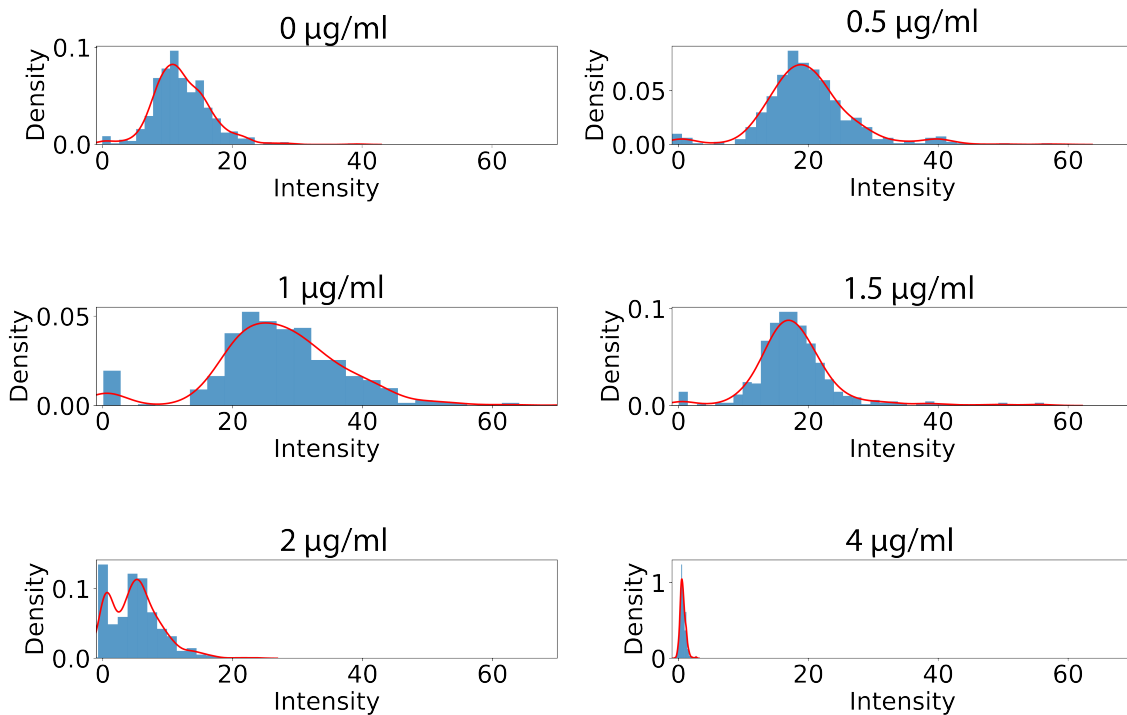 0 µg/ml
0.5 µg/ml
Density
0.1
0.0
0 20 40 60
Intensity
Density
0.05
0.00
0 20 40 60
Intensity
1 µg/ml
1.5 µg/ml
Density
0.05
0.00
0 20 40 60
Intensity
Density
0.1
0.0
0 20 40 60
Intensity
2 µg/ml
4 µg/ml
Density
0.1
0.0
0 20 40 60
Intensity
Density
1
0
0 20 40 60
Intensity